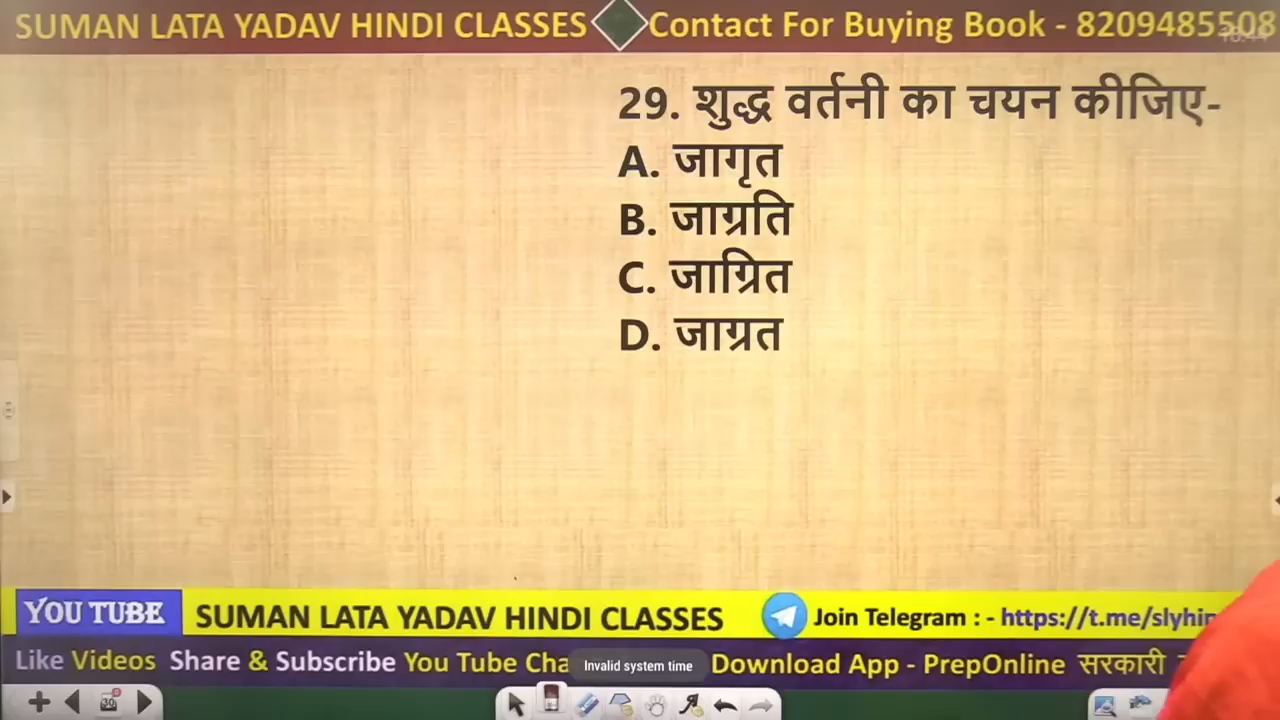 SUMAN LATA YADAV HINDI CLASSES Contact For Buying Book - 8209485508
29. शुद्ध वर्तनी का चयन कीजिए-
A. जागृत
B. जाग्रति
C. जाग्रित
D. जाग्रत
YOU TUBE SUMAN LATA YADAV HINDI CLASSES Join Telegram : - https://t.me/slyhin
Like Videos Share & Subscribe You Tube Cha Invalid system time Download App - PrepOnline सरकारी
30